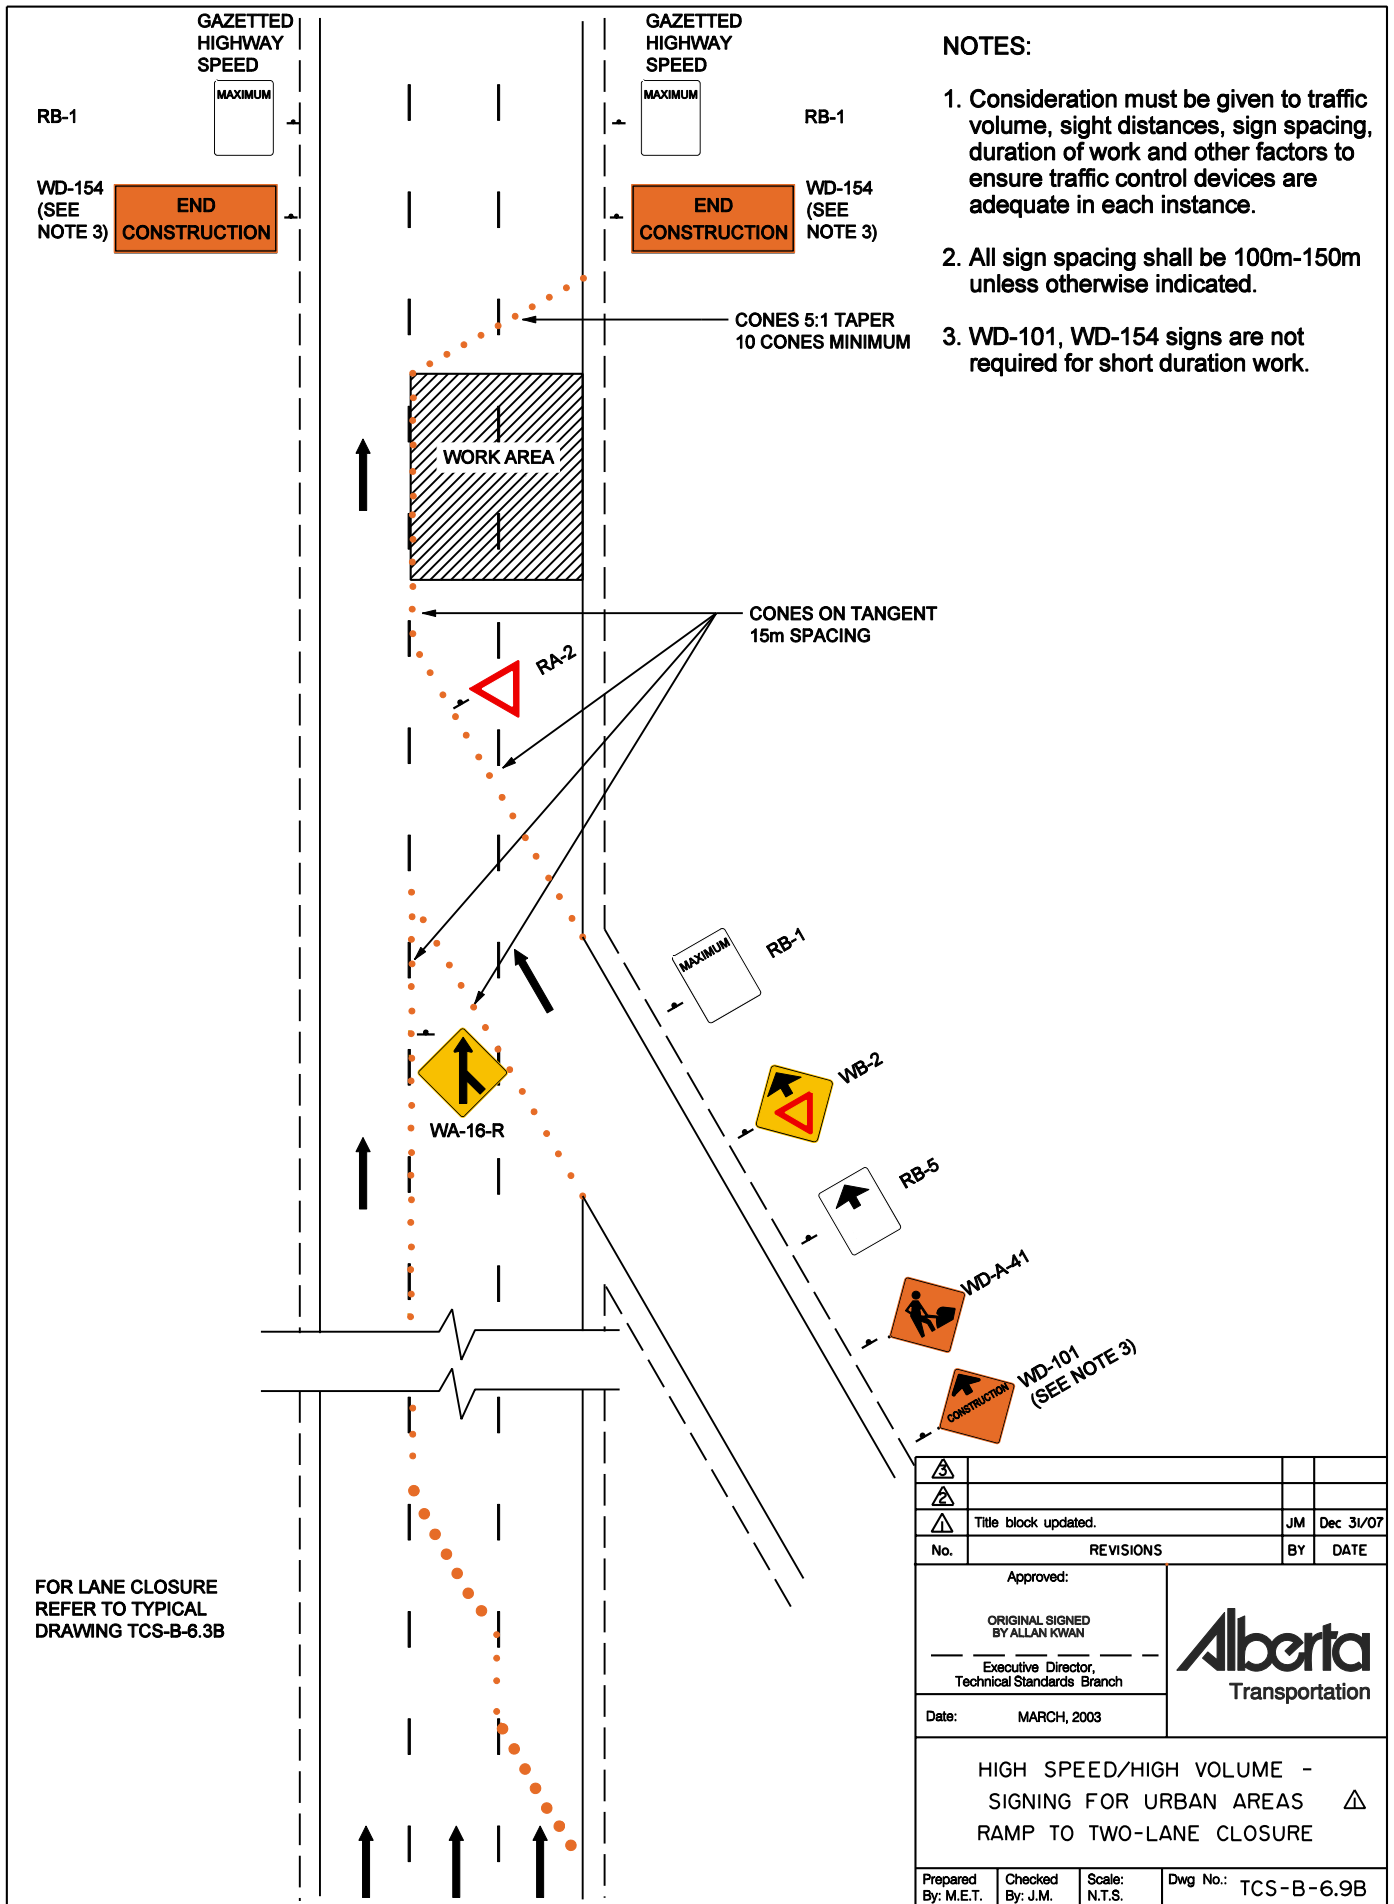 GAZETTED
HIGHWAY
SPEED
MAXIMUM
RB-1
WD-154
(SEE
NOTE 3)
END
CONSTRUCTION
GAZETTED
HIGHWAY
SPEED
MAXIMUM
RB-1
END
CONSTRUCTION
WD-154
(SEE
NOTE 3)
NOTES:
1. Consideration must be given to traffic
volume, sight distances, sign spacing,
duration of work and other factors to
ensure traffic control devices are
adequate in each instance.
2. All sign spacing shall be 100m-150m
unless otherwise indicated.
3. WD-101, WD-154 signs are not
required for short duration work.
CONES 5:1 TAPER
10 CONES MINIMUM
WORK AREA
CONES ON TANGENT
15m SPACING
RA-2
MAXIMUM
RB-1
WB-2
WA-16-R
RB-5
WD-A-41
CONSTRUCTION
WD-101
(SEE NOTE 3)
FOR LANE CLOSURE
REFER TO TYPICAL
DRAWING TCS-B-6.3B
3
2
1 Title block updated. JM Dec 31/07
No. REVISIONS BY DATE
Approved:
ORIGINAL SIGNED
BY ALLAN KWAN
Executive Director,
Technical Standards Branch
Date: MARCH, 2003
Alberta
Transportation
HIGH SPEED/HIGH VOLUME -
SIGNING FOR URBAN AREAS 1
RAMP TO TWO-LANE CLOSURE
Prepared
By: M.E.T.
Checked
By: J.M.
Scale:
N.T.S.
Dwg No.: TCS-B-6.9B